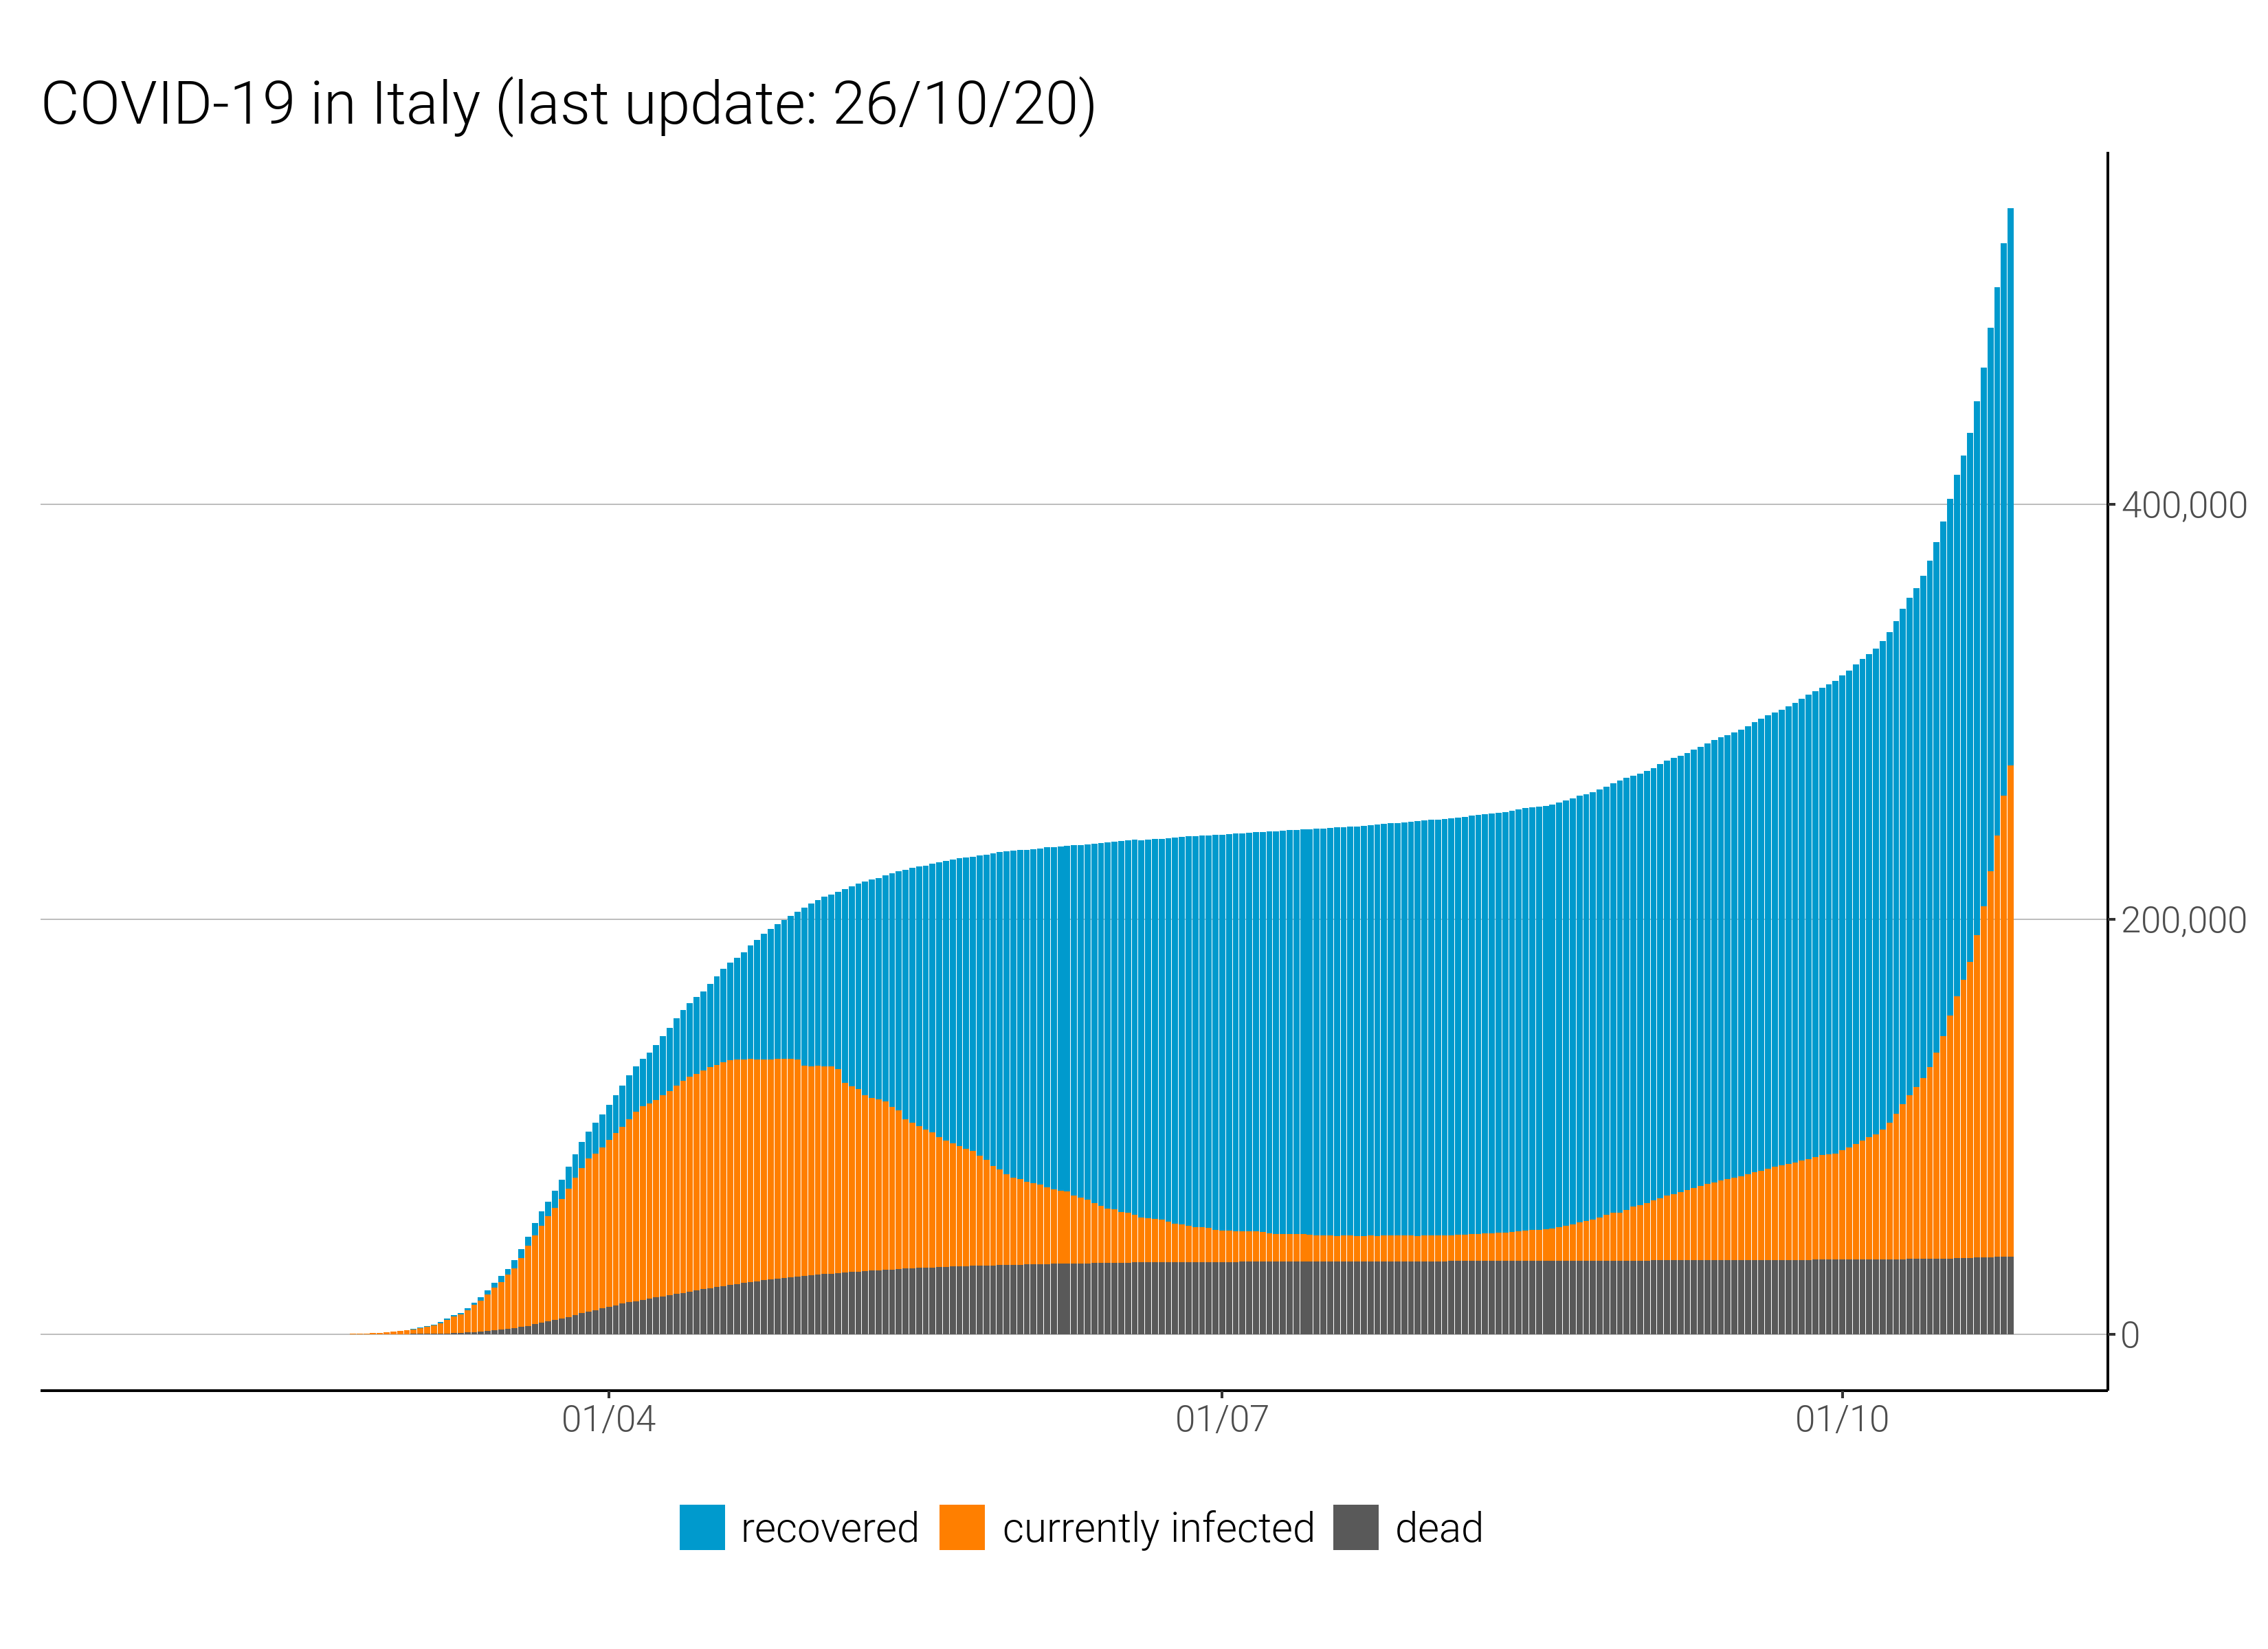 COVID-19 in Italy (last update: 26/10/20)
400,000
200,000
0
01/04 01/07 01/10
recovered currently infected dead